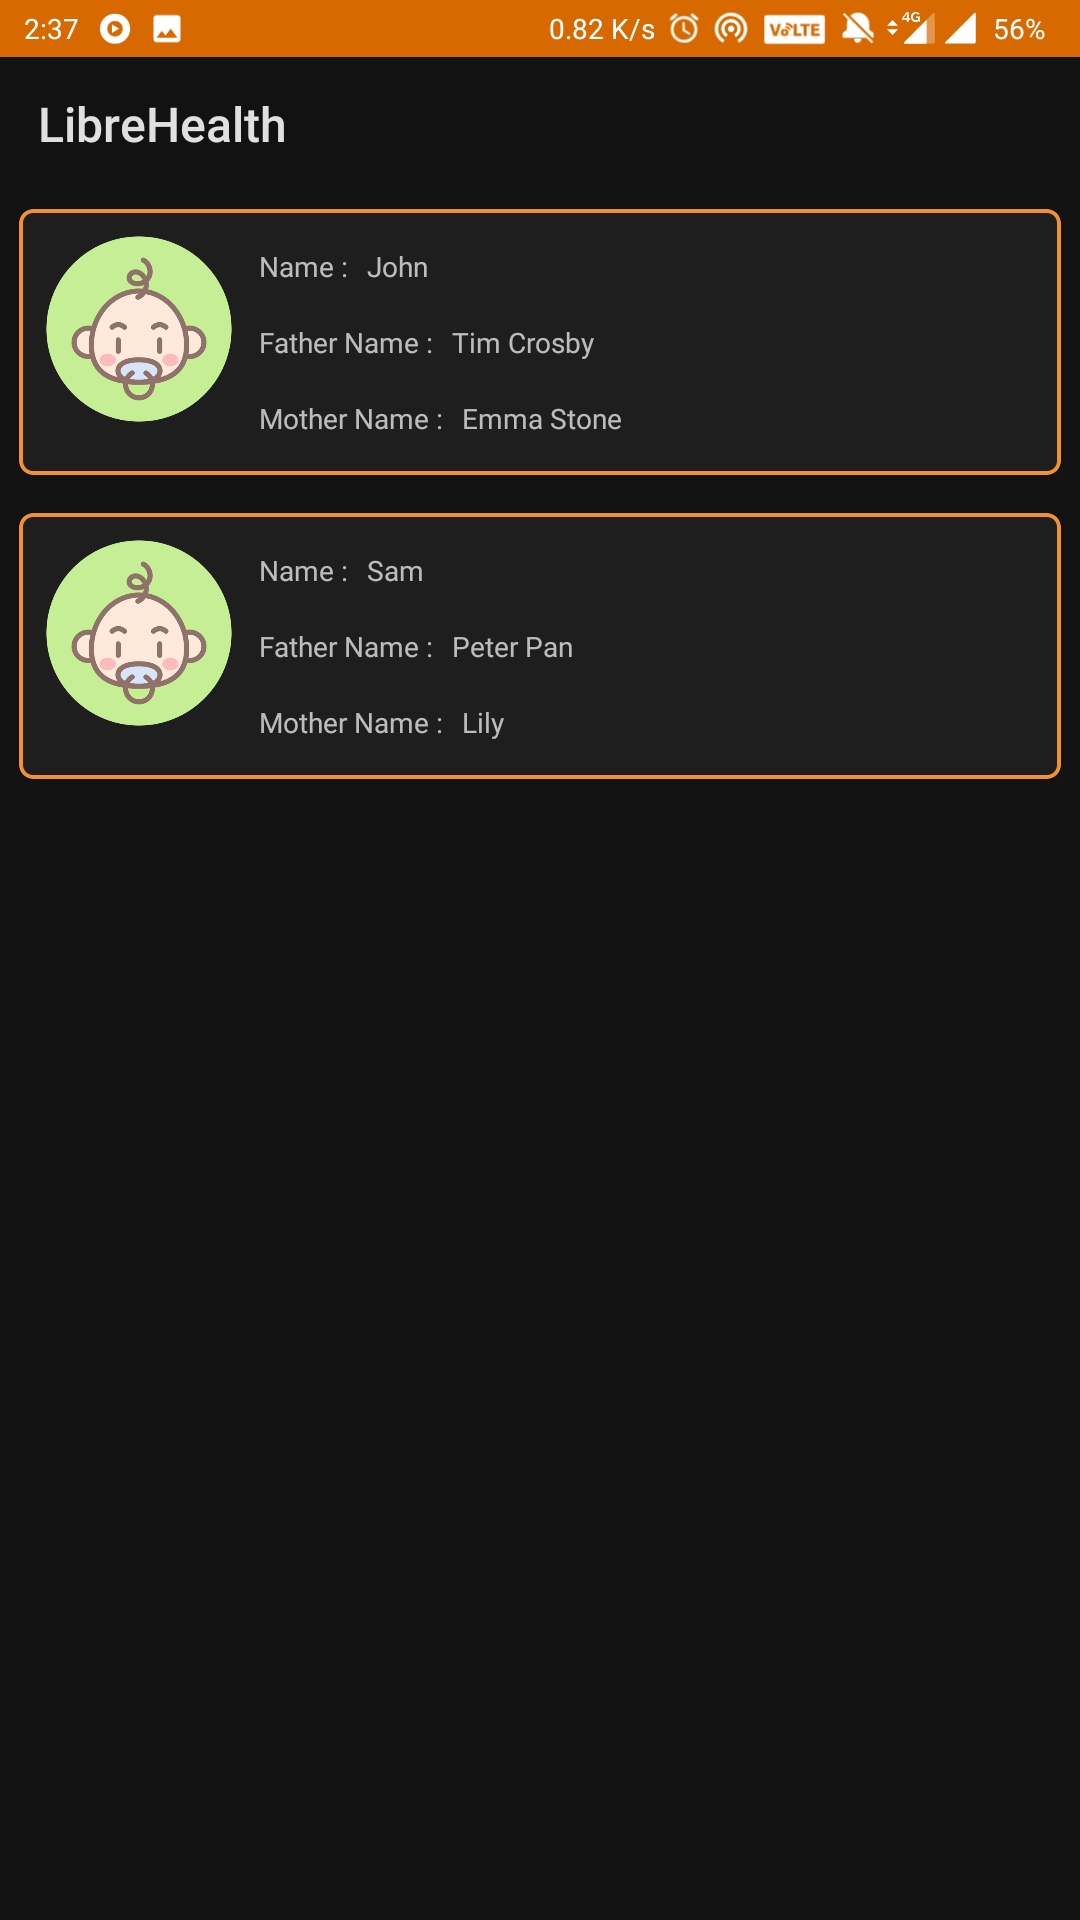 2:37 0.82 K/s VoLTE 4G 56%
LibreHealth
Name : John
Father Name : Tim Crosby
Mother Name : Emma Stone
Name : Sam
Father Name : Peter Pan
Mother Name : Lily